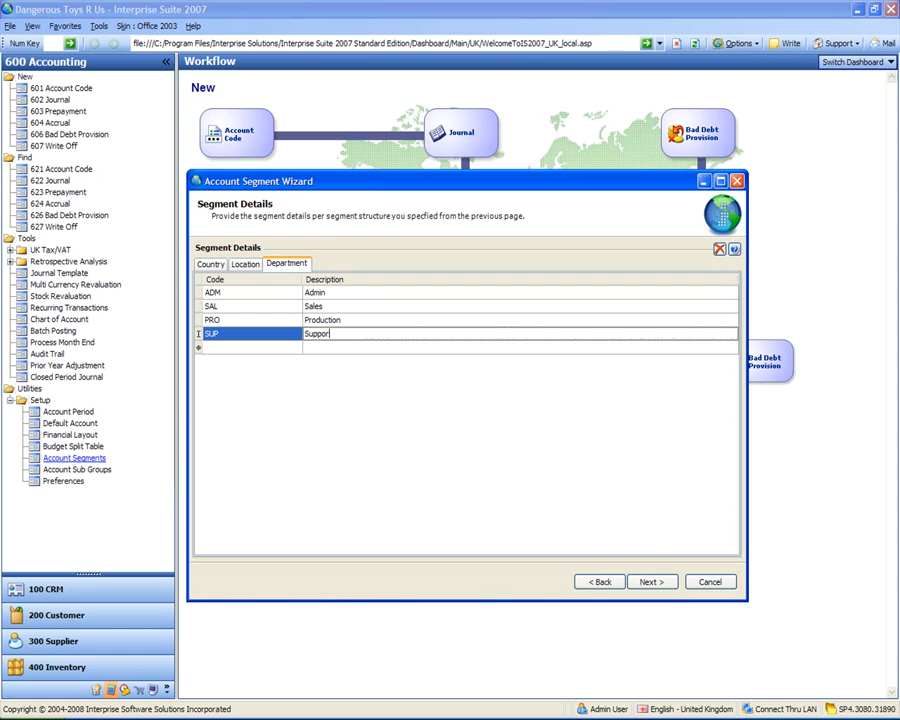 Dangerous Toys R Us - Interprise Suite 2007
File View Favorites Tools Skin : Office 2003 Help
Num Key file:///C:/Program Files/Interprise Solutions/Interprise Suite 2007 Standard Edition/Dashboard/Main/UK/WelcomeToIS2007_UK_local.asp Options Write Support Mail
600 Accounting «
Workflow
Switch Dashboard
New
601 Account Code
602 Journal
603 Prepayment
604 Accrual
606 Bad Debt Provision
607 Write Off
Find
621 Account Code
622 Journal
623 Prepayment
624 Accrual
626 Bad Debt Provision
627 Write Off
Tools
UK Tax/VAT
Retrospective Analysis
Journal Template
Multi Currency Revaluation
Stock Revaluation
Recurring Transactions
Chart of Account
Batch Posting
Process Month End
Audit Trail
Prior Year Adjustment
Closed Period Journal
Utilities
Setup
Account Period
Default Account
Financial Layout
Budget Split Table
Account Segments
Account Sub Groups
Preferences
100 CRM
200 Customer
300 Supplier
400 Inventory
»
New
Account
Code
Journal
Bad Debt
Provision
Bad Debt
Provision
Account Segment Wizard
Segment Details
Provide the segment details per segment structure you specfied from the previous page.
Segment Details
Country Location Department
Code Description
ADM Admin
SAL Sales
PRO Production
SUP Suppor
< Back Next > Cancel
Copyright © 2004-2008 Interprise Software Solutions Incorporated
Admin User English - United Kingdom Connect Thru LAN SP4.3080.31890